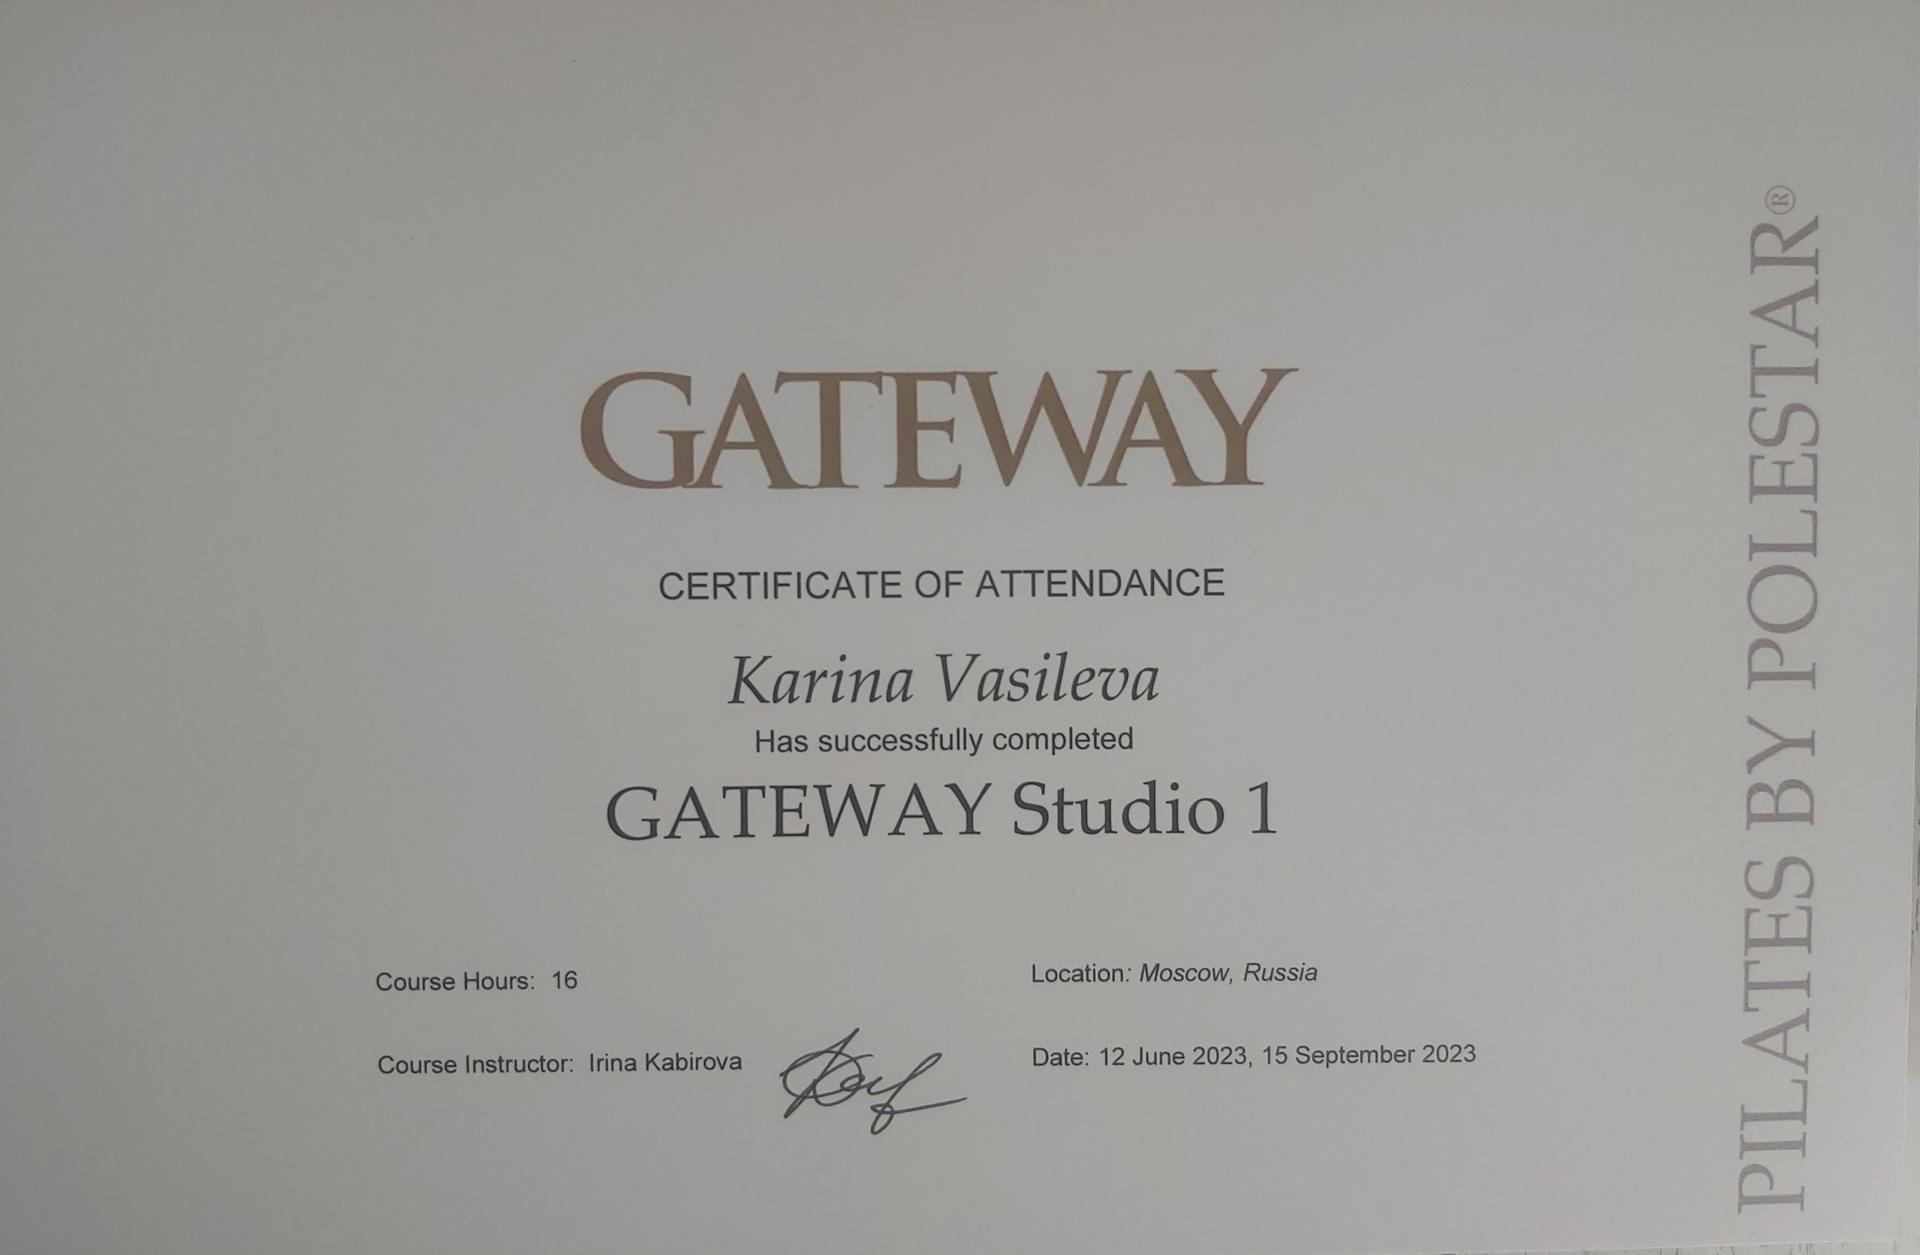 GATEWAY
CERTIFICATE OF ATTENDANCE
Karina Vasileva
Has successfully completed
GATEWAY Studio 1
Course Hours: 16
Location: Moscow, Russia
Course Instructor: Irina Kabirova
Date: 12 June 2023, 15 September 2023
PILATES BY POLESTAR®